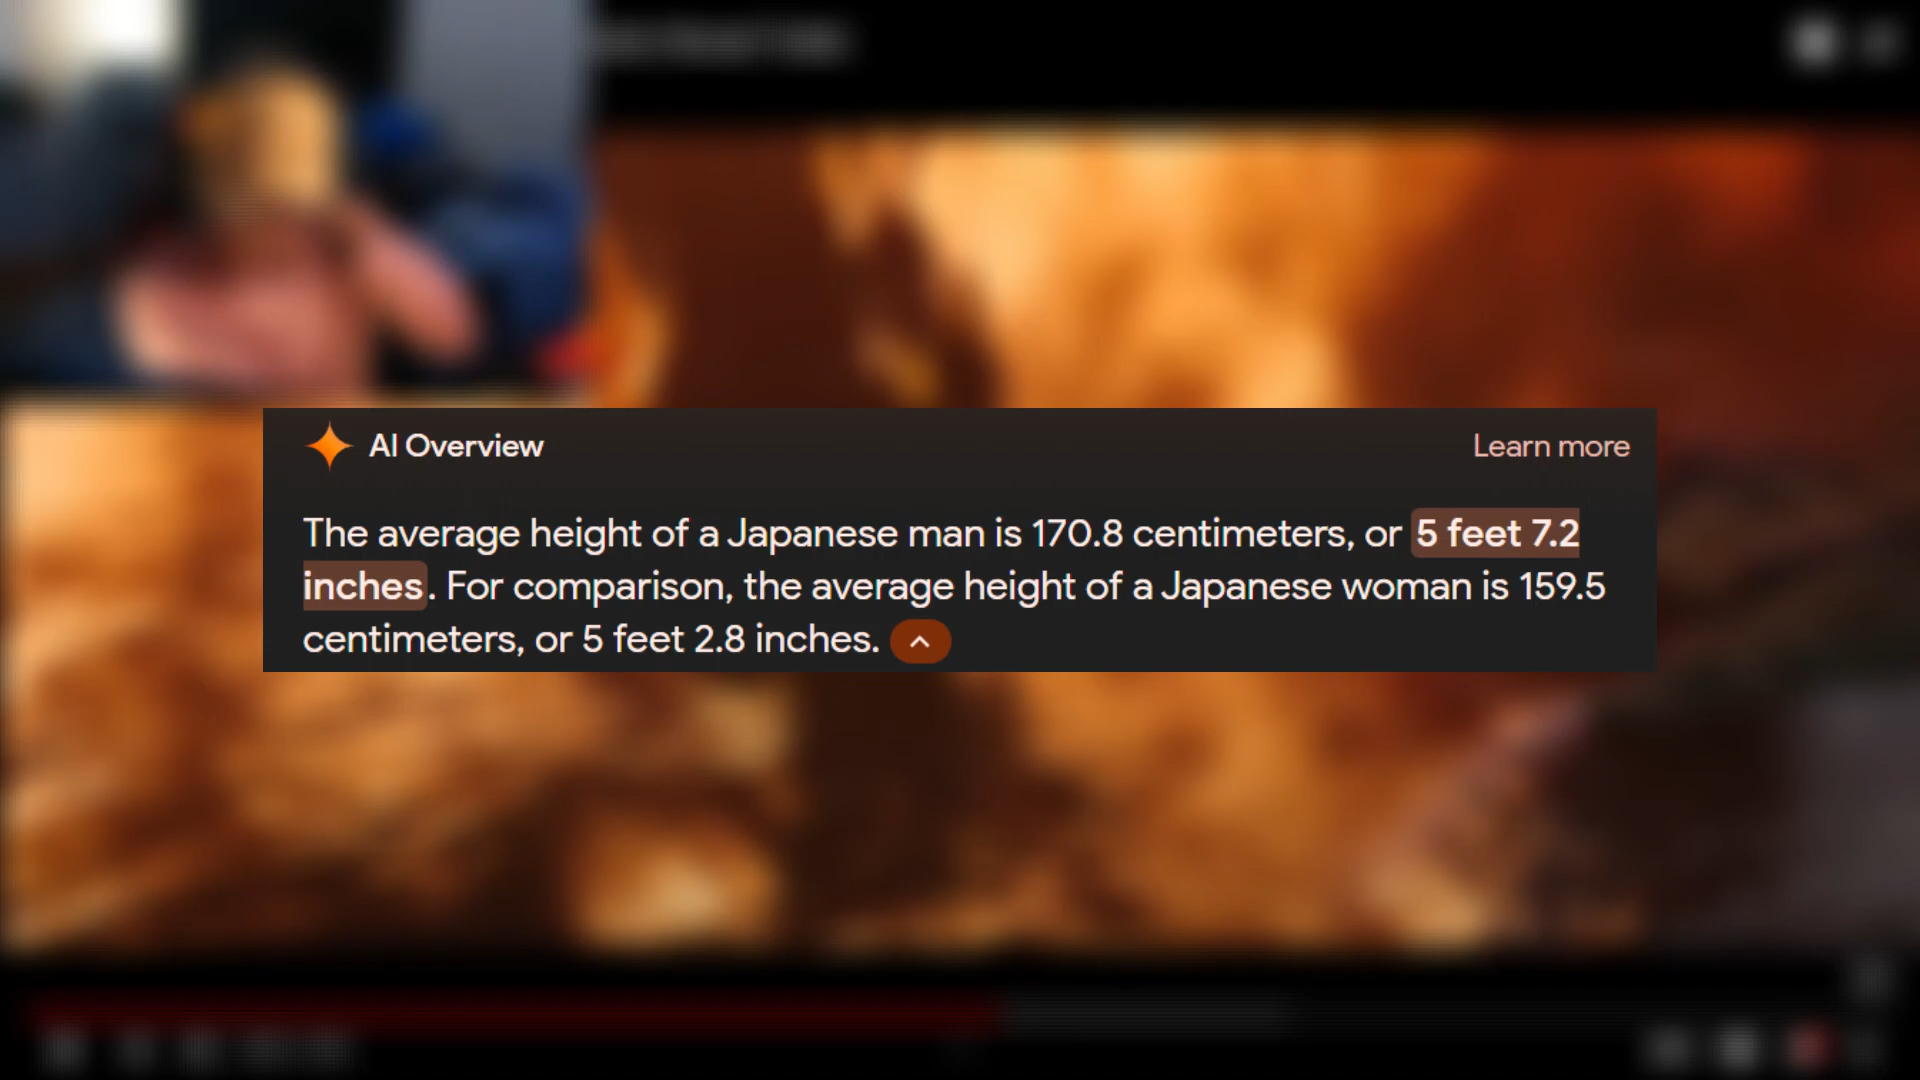 AI Overview
Learn more
The average height of a Japanese man is 170.8 centimeters, or 5 feet 7.2
inches. For comparison, the average height of a Japanese woman is 159.5
centimeters, or 5 feet 2.8 inches.